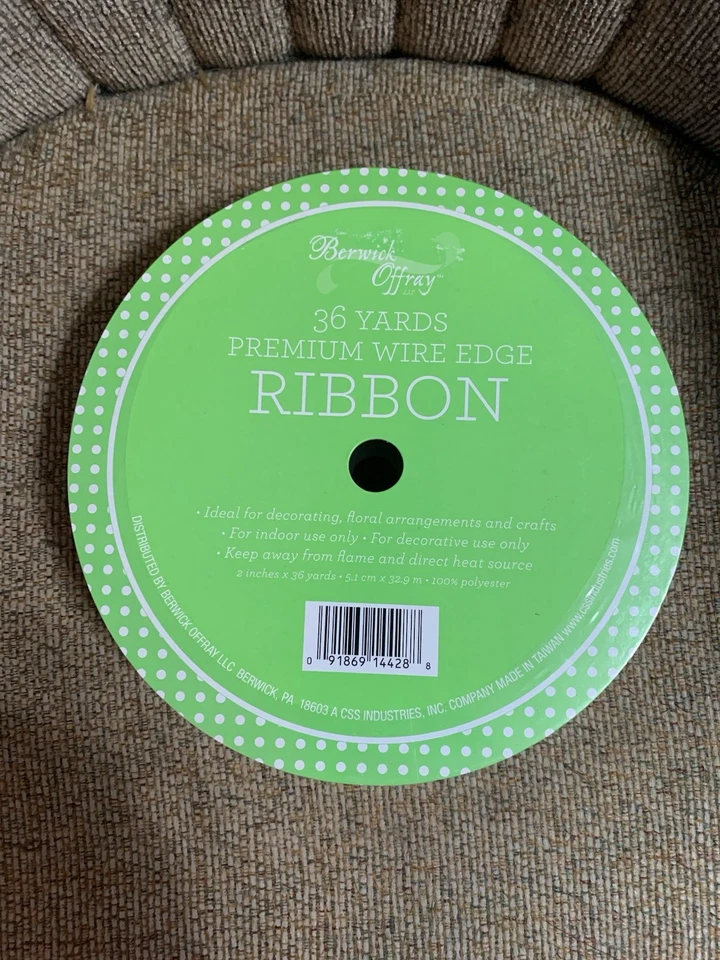 Berwick
Offray™
LLC
36 YARDS
PREMIUM WIRE EDGE
RIBBON
• Ideal for decorating, floral arrangements and crafts
• For indoor use only • For decorative use only
• Keep away from flame and direct heat source
2 inches x 36 yards • 5.1 cm x 32.9 m • 100% polyester
0 91869 14428 8
DISTRIBUTED BY BERWICK OFFRAY LLC. BERWICK, PA 18603 A CSS INDUSTRIES, INC. COMPANY MADE IN TAIWAN www.cssindustries.com